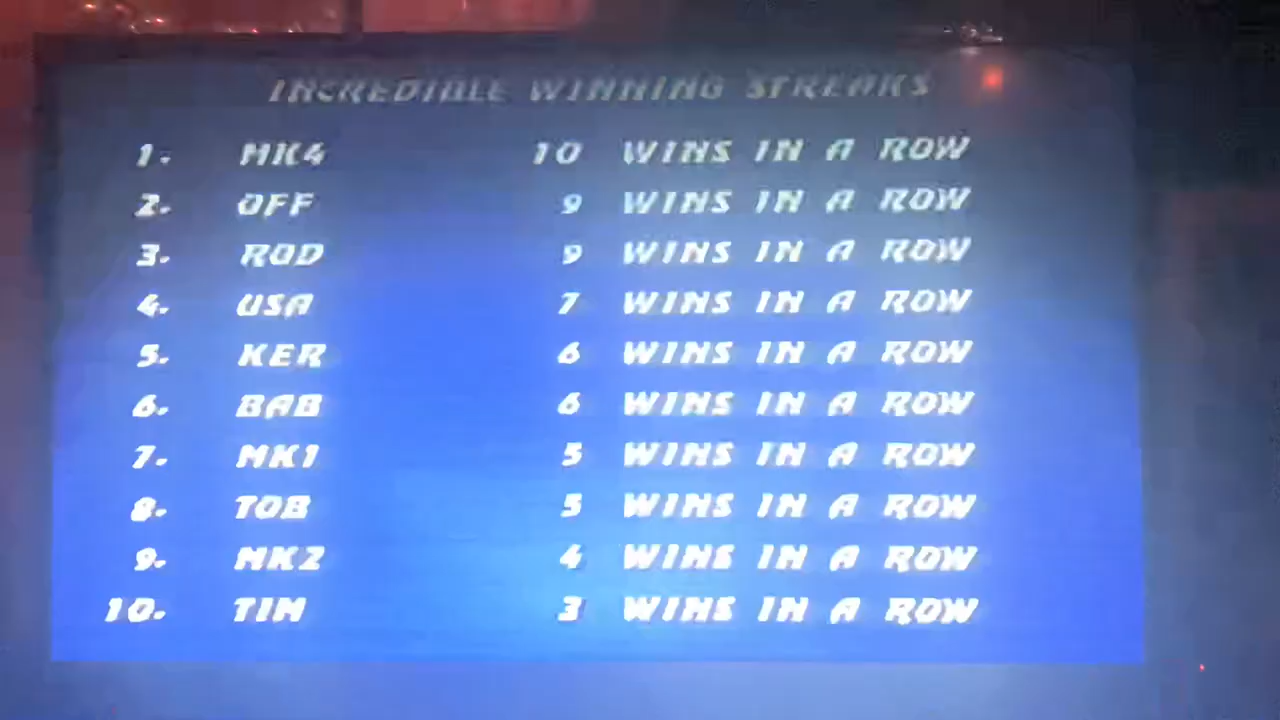 INCREDIBLE WINNING STREAKS
1. MK4 10 WINS IN A ROW
2. OFF 9 WINS IN A ROW
3. ROD 9 WINS IN A ROW
4. USA 7 WINS IN A ROW
5. KER 6 WINS IN A ROW
6. BAB 6 WINS IN A ROW
7. MK1 5 WINS IN A ROW
8. TOB 5 WINS IN A ROW
9. MK2 4 WINS IN A ROW
10. TIM 3 WINS IN A ROW